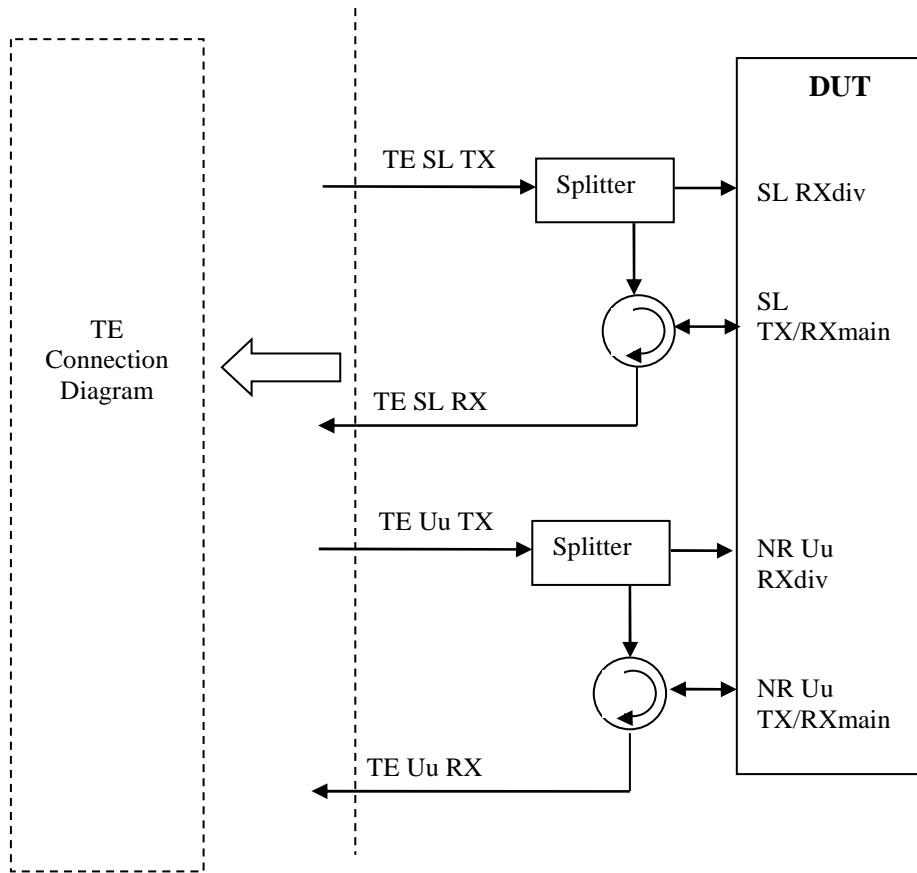 DUT
TE SL TX
Splitter
SL RXdiv
SL
TX/RXmain
TE
Connection
Diagram
TE SL RX
TE Uu TX
Splitter
NR Uu
RXdiv
NR Uu
TX/RXmain
TE Uu RX